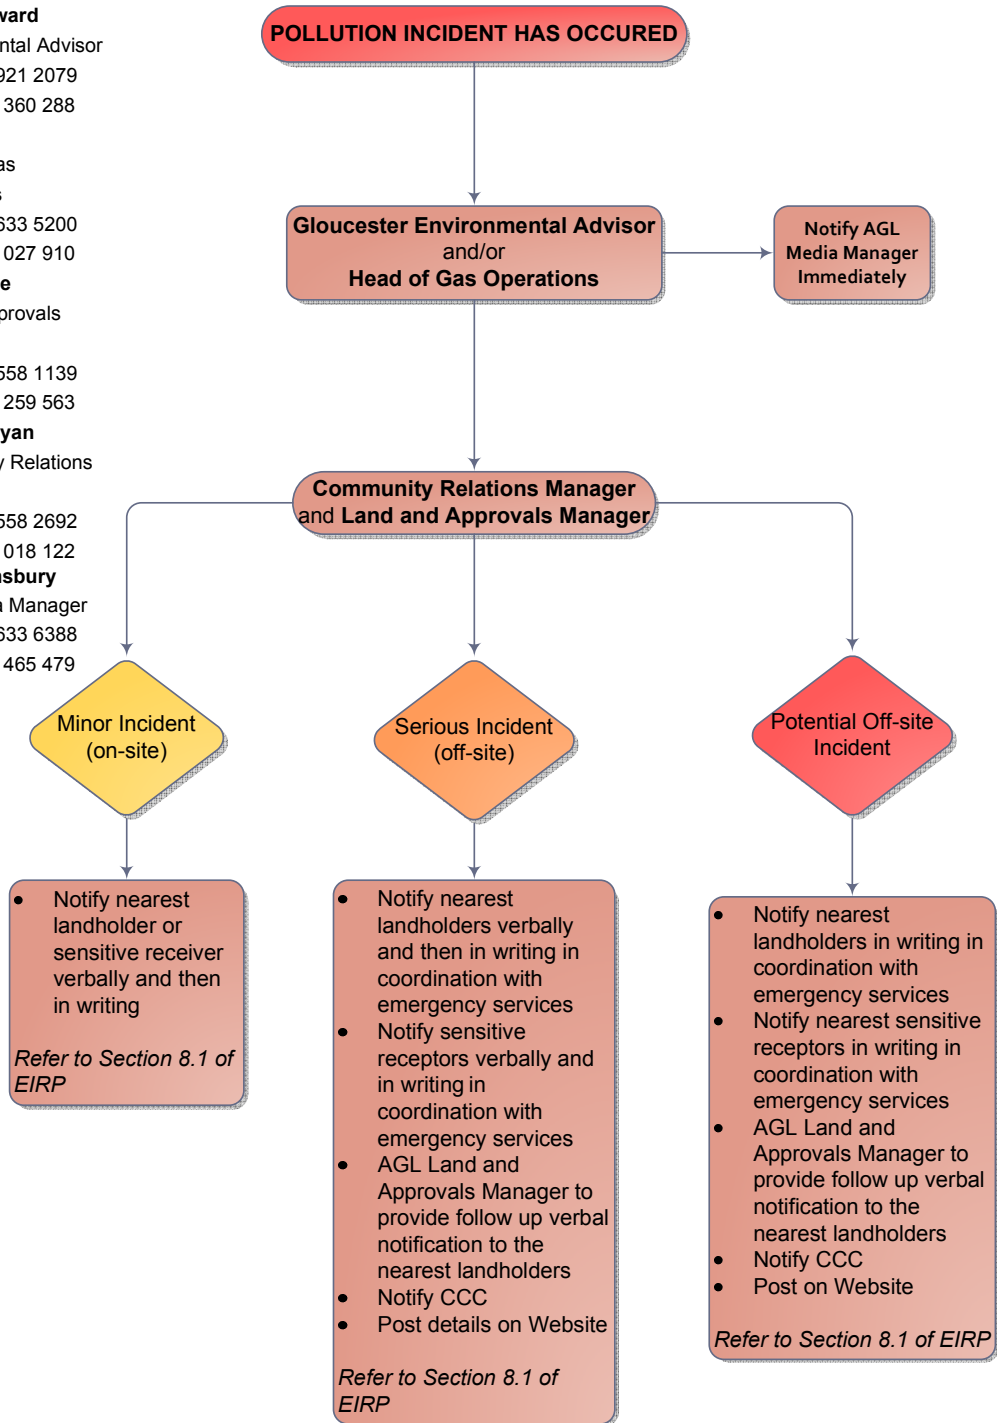 ward
ntal Advisor
921 2079
360 288
as
s
633 5200
027 910
e
provals
558 1139
259 563
yan
y Relations
558 2692
018 122
nsbury
a Manager
633 6388
465 479
POLLUTION INCIDENT HAS OCCURED
Gloucester Environmental Advisor
and/or
Head of Gas Operations
Notify AGL
Media Manager
Immediately
Community Relations Manager
and Land and Approvals Manager
Minor Incident
(on-site)
Serious Incident
(off-site)
Potential Off-site
Incident
• Notify nearest
landholder or
sensitive receiver
verbally and then
in writing
Refer to Section 8.1 of
EIRP
• Notify nearest
landholders verbally
and then in writing in
coordination with
emergency services
• Notify sensitive
receptors verbally and
in writing in
coordination with
emergency services
• AGL Land and
Approvals Manager to
provide follow up verbal
notification to the
nearest landholders
• Notify CCC
• Post details on Website
Refer to Section 8.1 of
EIRP
• Notify nearest
landholders in writing in
coordination with
emergency services
• Notify nearest sensitive
receptors in writing in
coordination with
emergency services
• AGL Land and
Approvals Manager to
provide follow up verbal
notification to the
nearest landholders
• Notify CCC
• Post on Website
Refer to Section 8.1 of EIRP